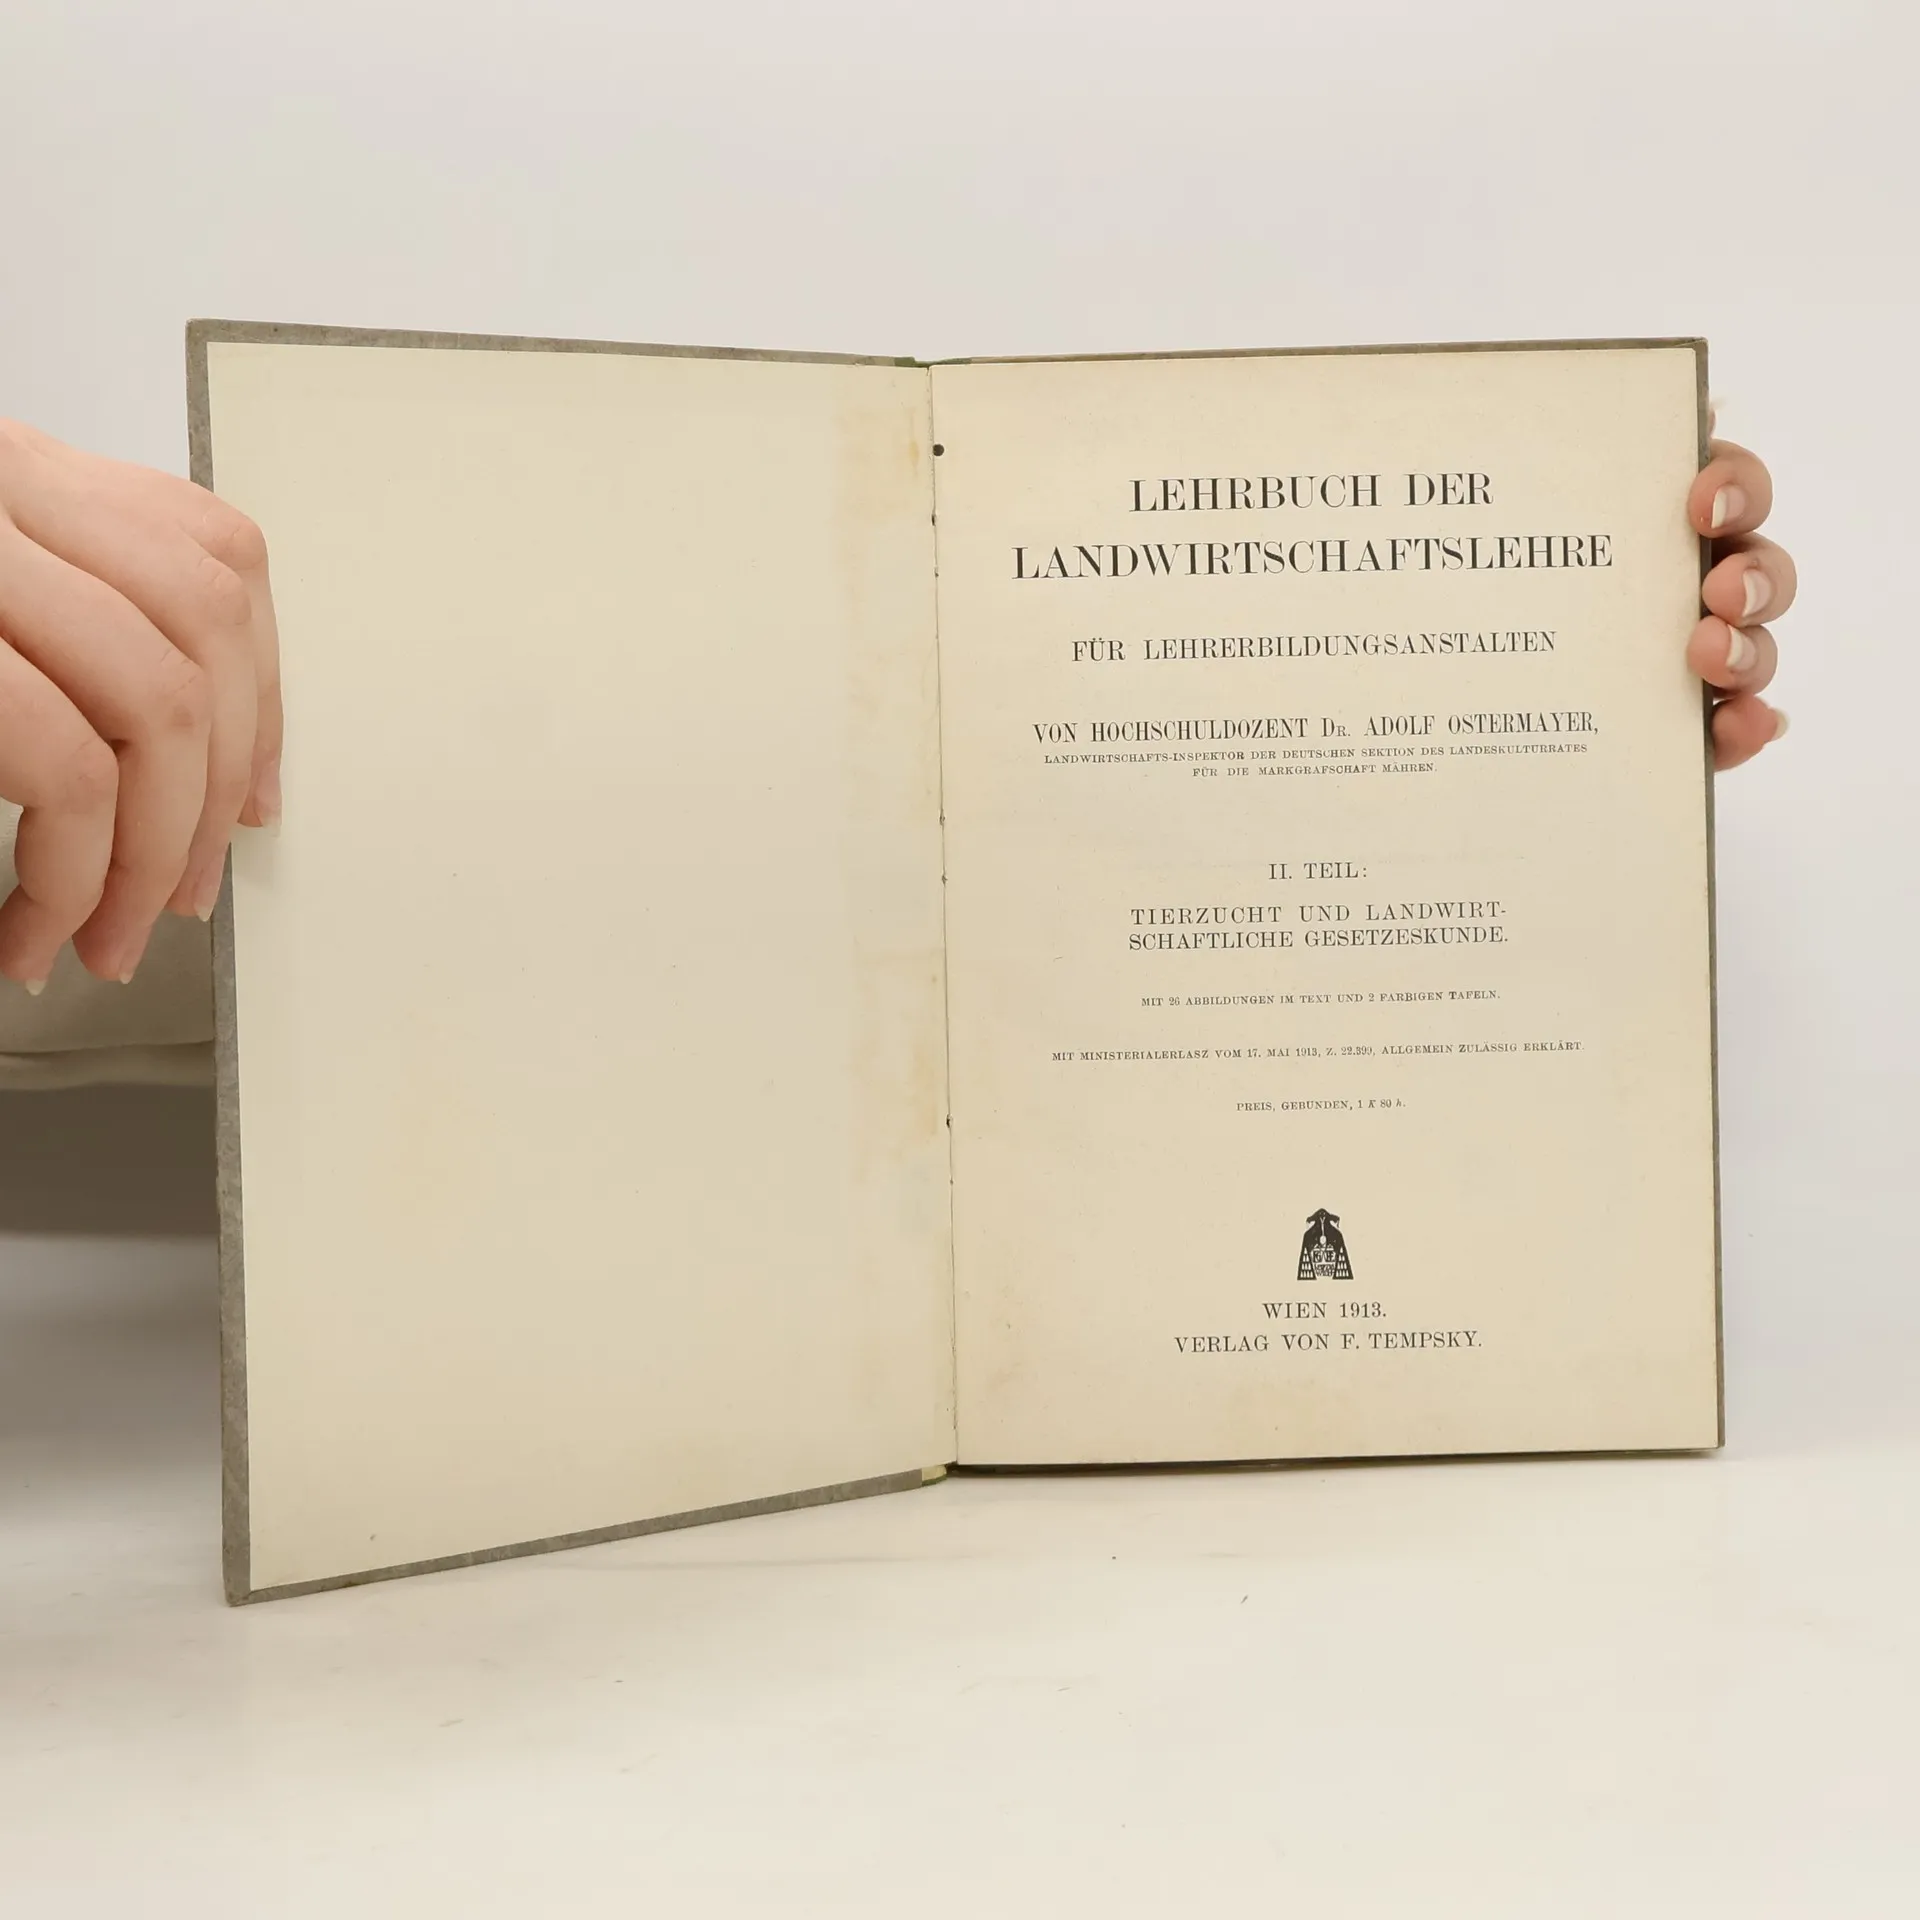 LEHRBUCH DER
LANDWIRTSCHAFTSLEHRE
FÜR LEHRERBILDUNGSANSTALTEN
VON HOCHSCHULDOZENT DR. ADOLF OSTERMAYER,
LANDWIRTSCHAFTS-INSPEKTOR DER DEUTSCHEN SEKTION DES LANDESKULTURRATES
FÜR DIE MARKGRAFSCHAFT MÄHREN.
II. TEIL:
TIERZUCHT UND LANDWIRT-
SCHAFTLICHE GESETZESKUNDE.
MIT 26 ABBILDUNGEN IM TEXT UND 2 FARBIGEN TAFELN.
MIT MINISTERIALERLASZ VOM 17. MAI 1913, Z. 22.399, ALLGEMEIN ZULÄSSIG ERKLÄRT.
PREIS, GEBUNDEN, 1 K 80 h.
WIEN 1913.
VERLAG VON F. TEMPSKY.